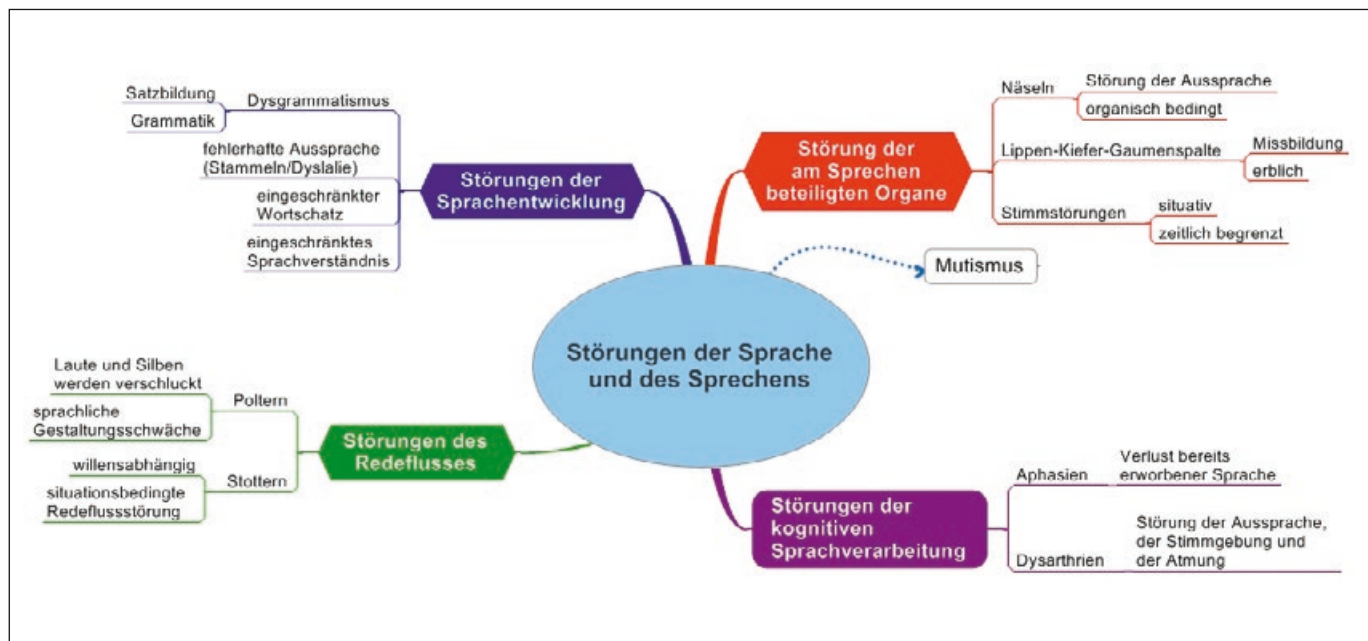 Störungen der Sprache
und des Sprechens
Störungen der
Sprachentwicklung
Dysgrammatismus
Satzbildung
Grammatik
fehlerhafte Aussprache
(Stammeln/Dyslalie)
eingeschränkter
Wortschatz
eingeschränktes
Sprachverständnis
Störung der
am Sprechen
beteiligten Organe
Näseln
Störung der Aussprache
organisch bedingt
Lippen-Kiefer-Gaumenspalte
Missbildung
erblich
Stimmstörungen
situativ
zeitlich begrenzt
Mutismus
Störungen des
Redeflusses
Poltern
Laute und Silben
werden verschluckt
sprachliche
Gestaltungsschwäche
Stottern
willensabhängig
situationsbedingte
Redeflussstörung
Störungen der
kognitiven
Sprachverarbeitung
Aphasien
Verlust bereits
erworbener Sprache
Dysarthrien
Störung der Aussprache,
der Stimmgebung und
der Atmung